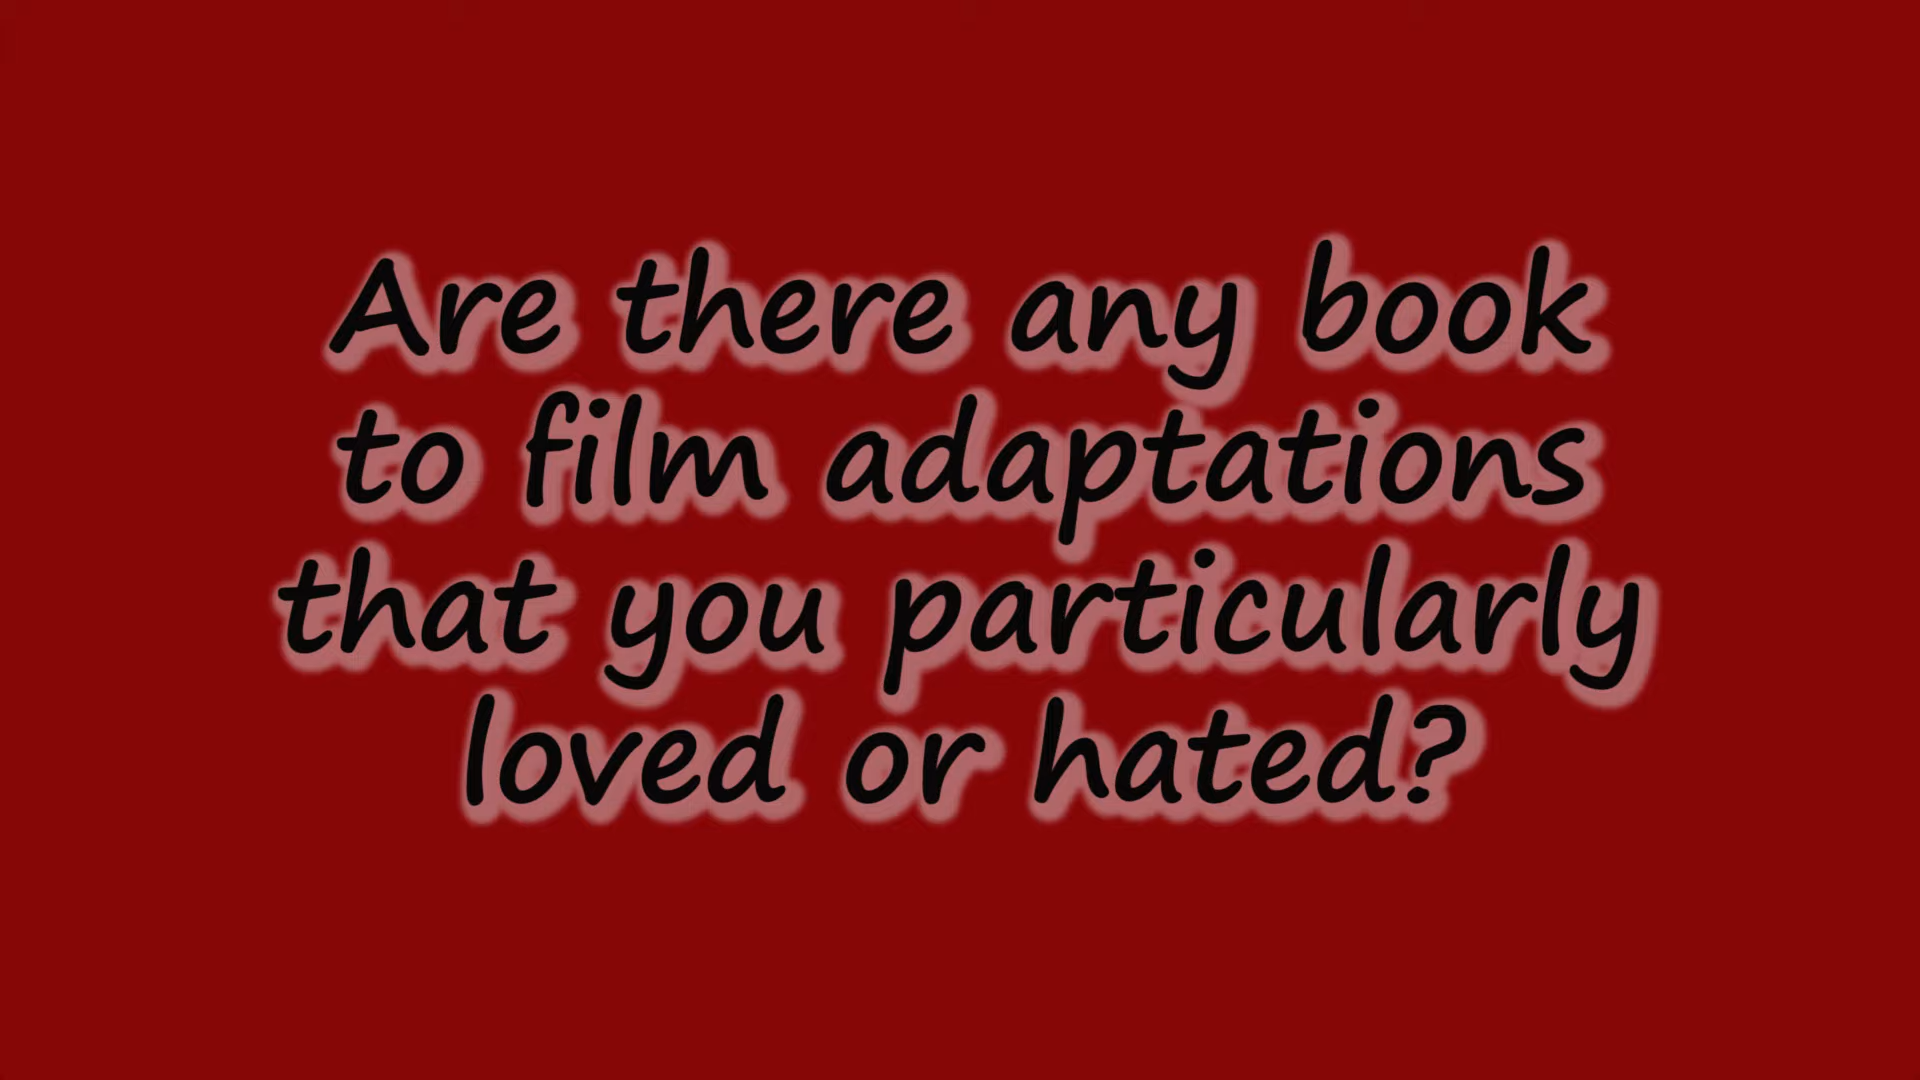 Are there any book
to film adaptations
that you particularly
loved or hated?